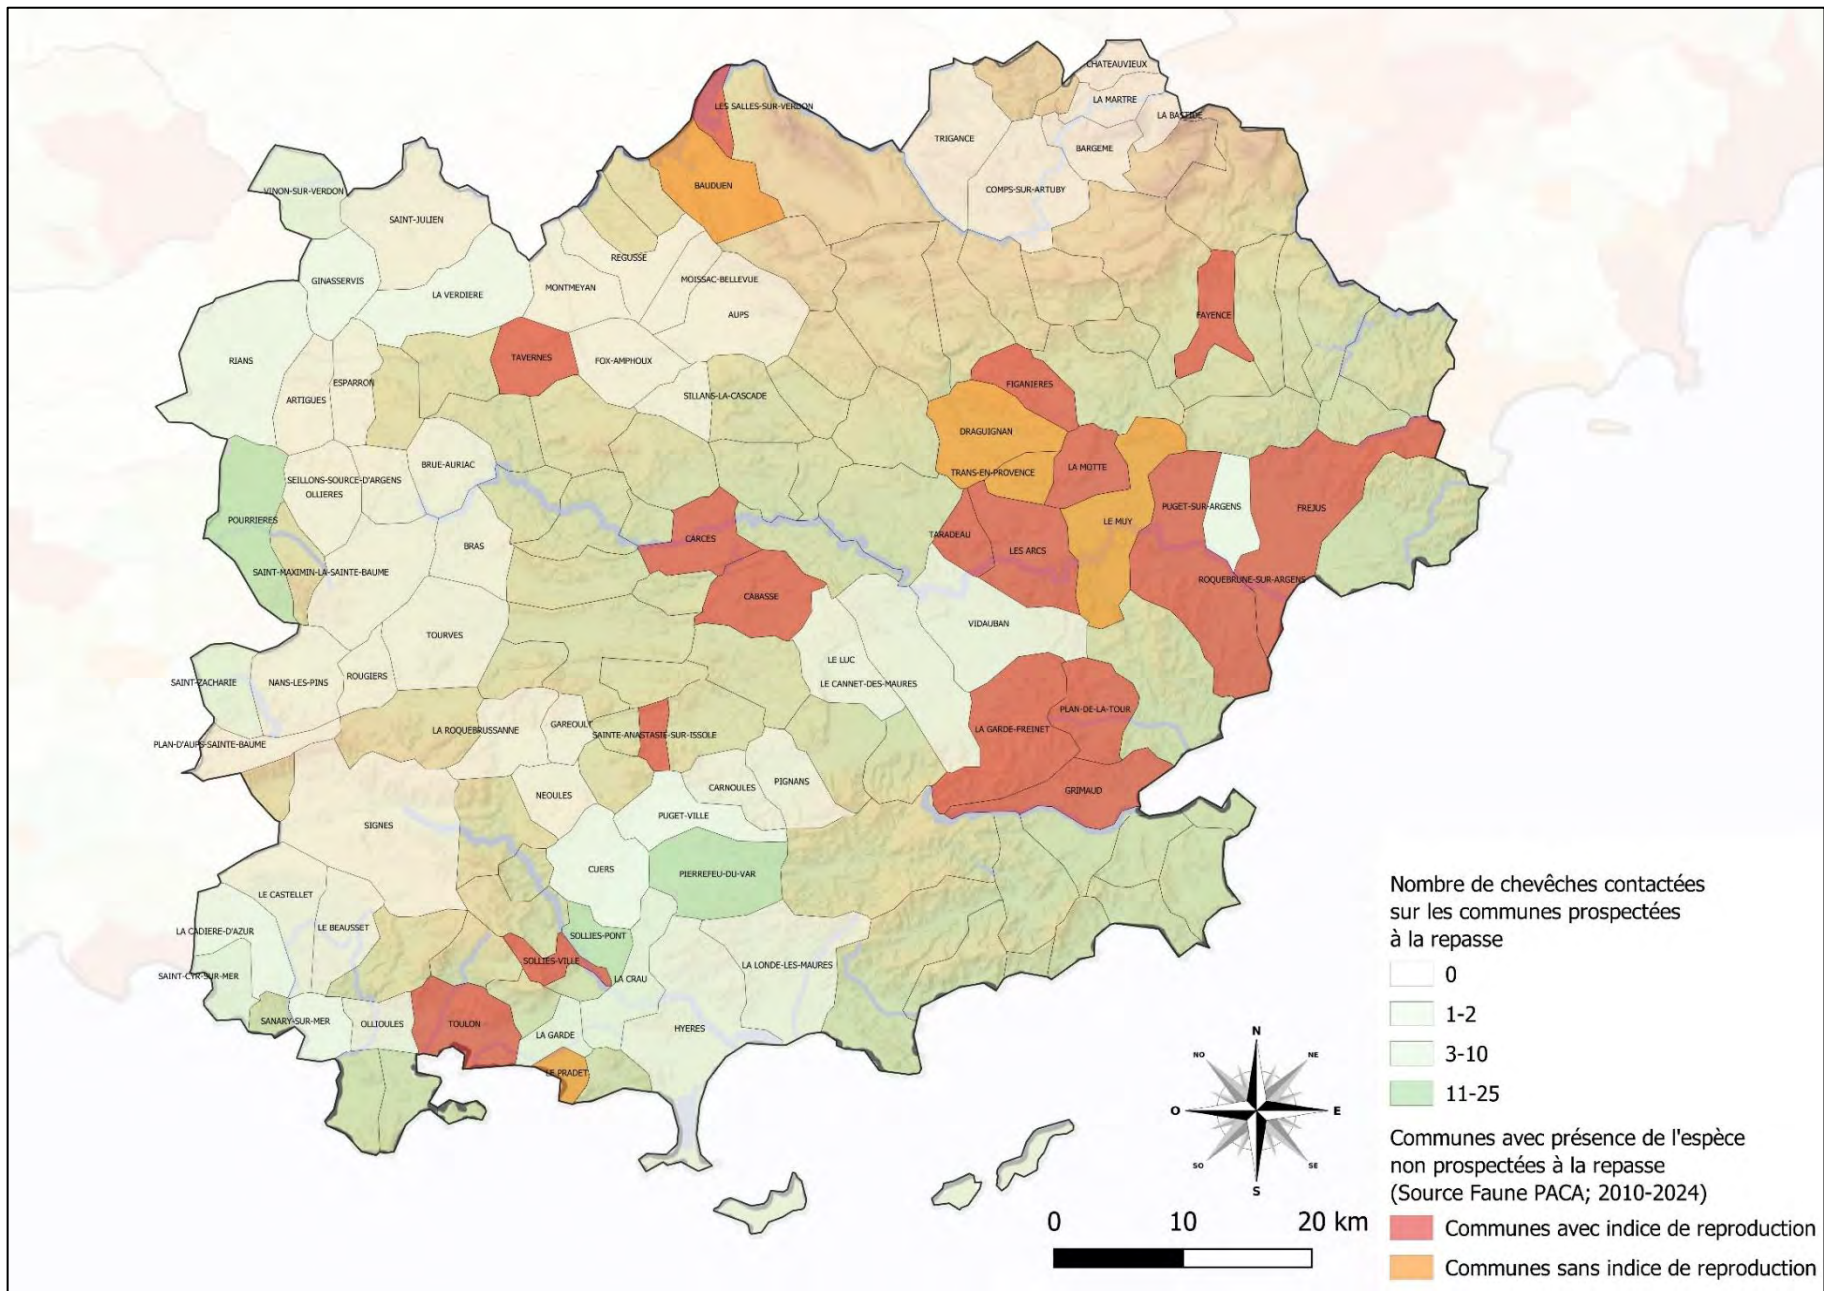 CHATEAUVIEUX
LES SALLES-SUR-VERDON
LA MARTRE
LA BASTIDE
TRIGANCE
BARGEME
BAUDUEN
COMPS-SUR-ARTUBY
VINON-SUR-VERDON
SAINT-JULIEN
REGUSSE
GINASSERVIS
MOISSAC-BELLEVUE
MONTMEYAN
LA VERDIERE
AUPS
FAYENCE
RIANS
TAVERNES
FOX-AMPHOUX
ESPARRON
FIGANIERES
ARTIGUES
SILLANS-LA-CASCADE
DRAGUIGNAN
BRUE-AURIAC
LA MOTTE
TRANS-EN-PROVENCE
SEILLONS-SOURCE-D'ARGENS
OLLIERES
PUGET-SUR-ARGENS
FREJUS
POURRIERES
LE MUY
TARADEAU
CARCES
BRAS
LES ARCS
SAINT-MAXIMIN-LA-SAINTE-BAUME
ROQUEBRUNE-SUR-ARGENS
CABASSE
VIDAUBAN
TOURVES
LE LUC
ROUGIERS
SAINT-ZACHARIE
NANS-LES-PINS
LE CANNET-DES-MAURES
PLAN-DE-LA-TOUR
GAREOULT
LA ROQUEBRUSSANNE
LA GARDE-FREINET
SAINTE-ANASTASIE-SUR-ISSOLE
PLAN-D'AUPS-SAINTE-BAUME
PIGNANS
CARNOULES
GRIMAUD
NEOULES
PUGET-VILLE
SIGNES
CUERS
PIERREFEU-DU-VAR
LE CASTELLET
LE BEAUSSET
LA CADIERE-D'AZUR
SOLLIES-PONT
SOLLIES-VILLE
LA LONDE-LES-MAURES
SAINT-CYR-SUR-MER
LA CRAU
SANARY-SUR-MER
OLLIOULES
TOULON
HYERES
LA GARDE
LE PRADET
Nombre de chevêches contactées
sur les communes prospectées
à la repasse
0
1-2
3-10
11-25
Communes avec présence de l'espèce
non prospectées à la repasse
(Source Faune PACA; 2010-2024)
Communes avec indice de reproduction
Communes sans indice de reproduction
N
NO
NE
O
E
SO
SE
S
0 10 20 km